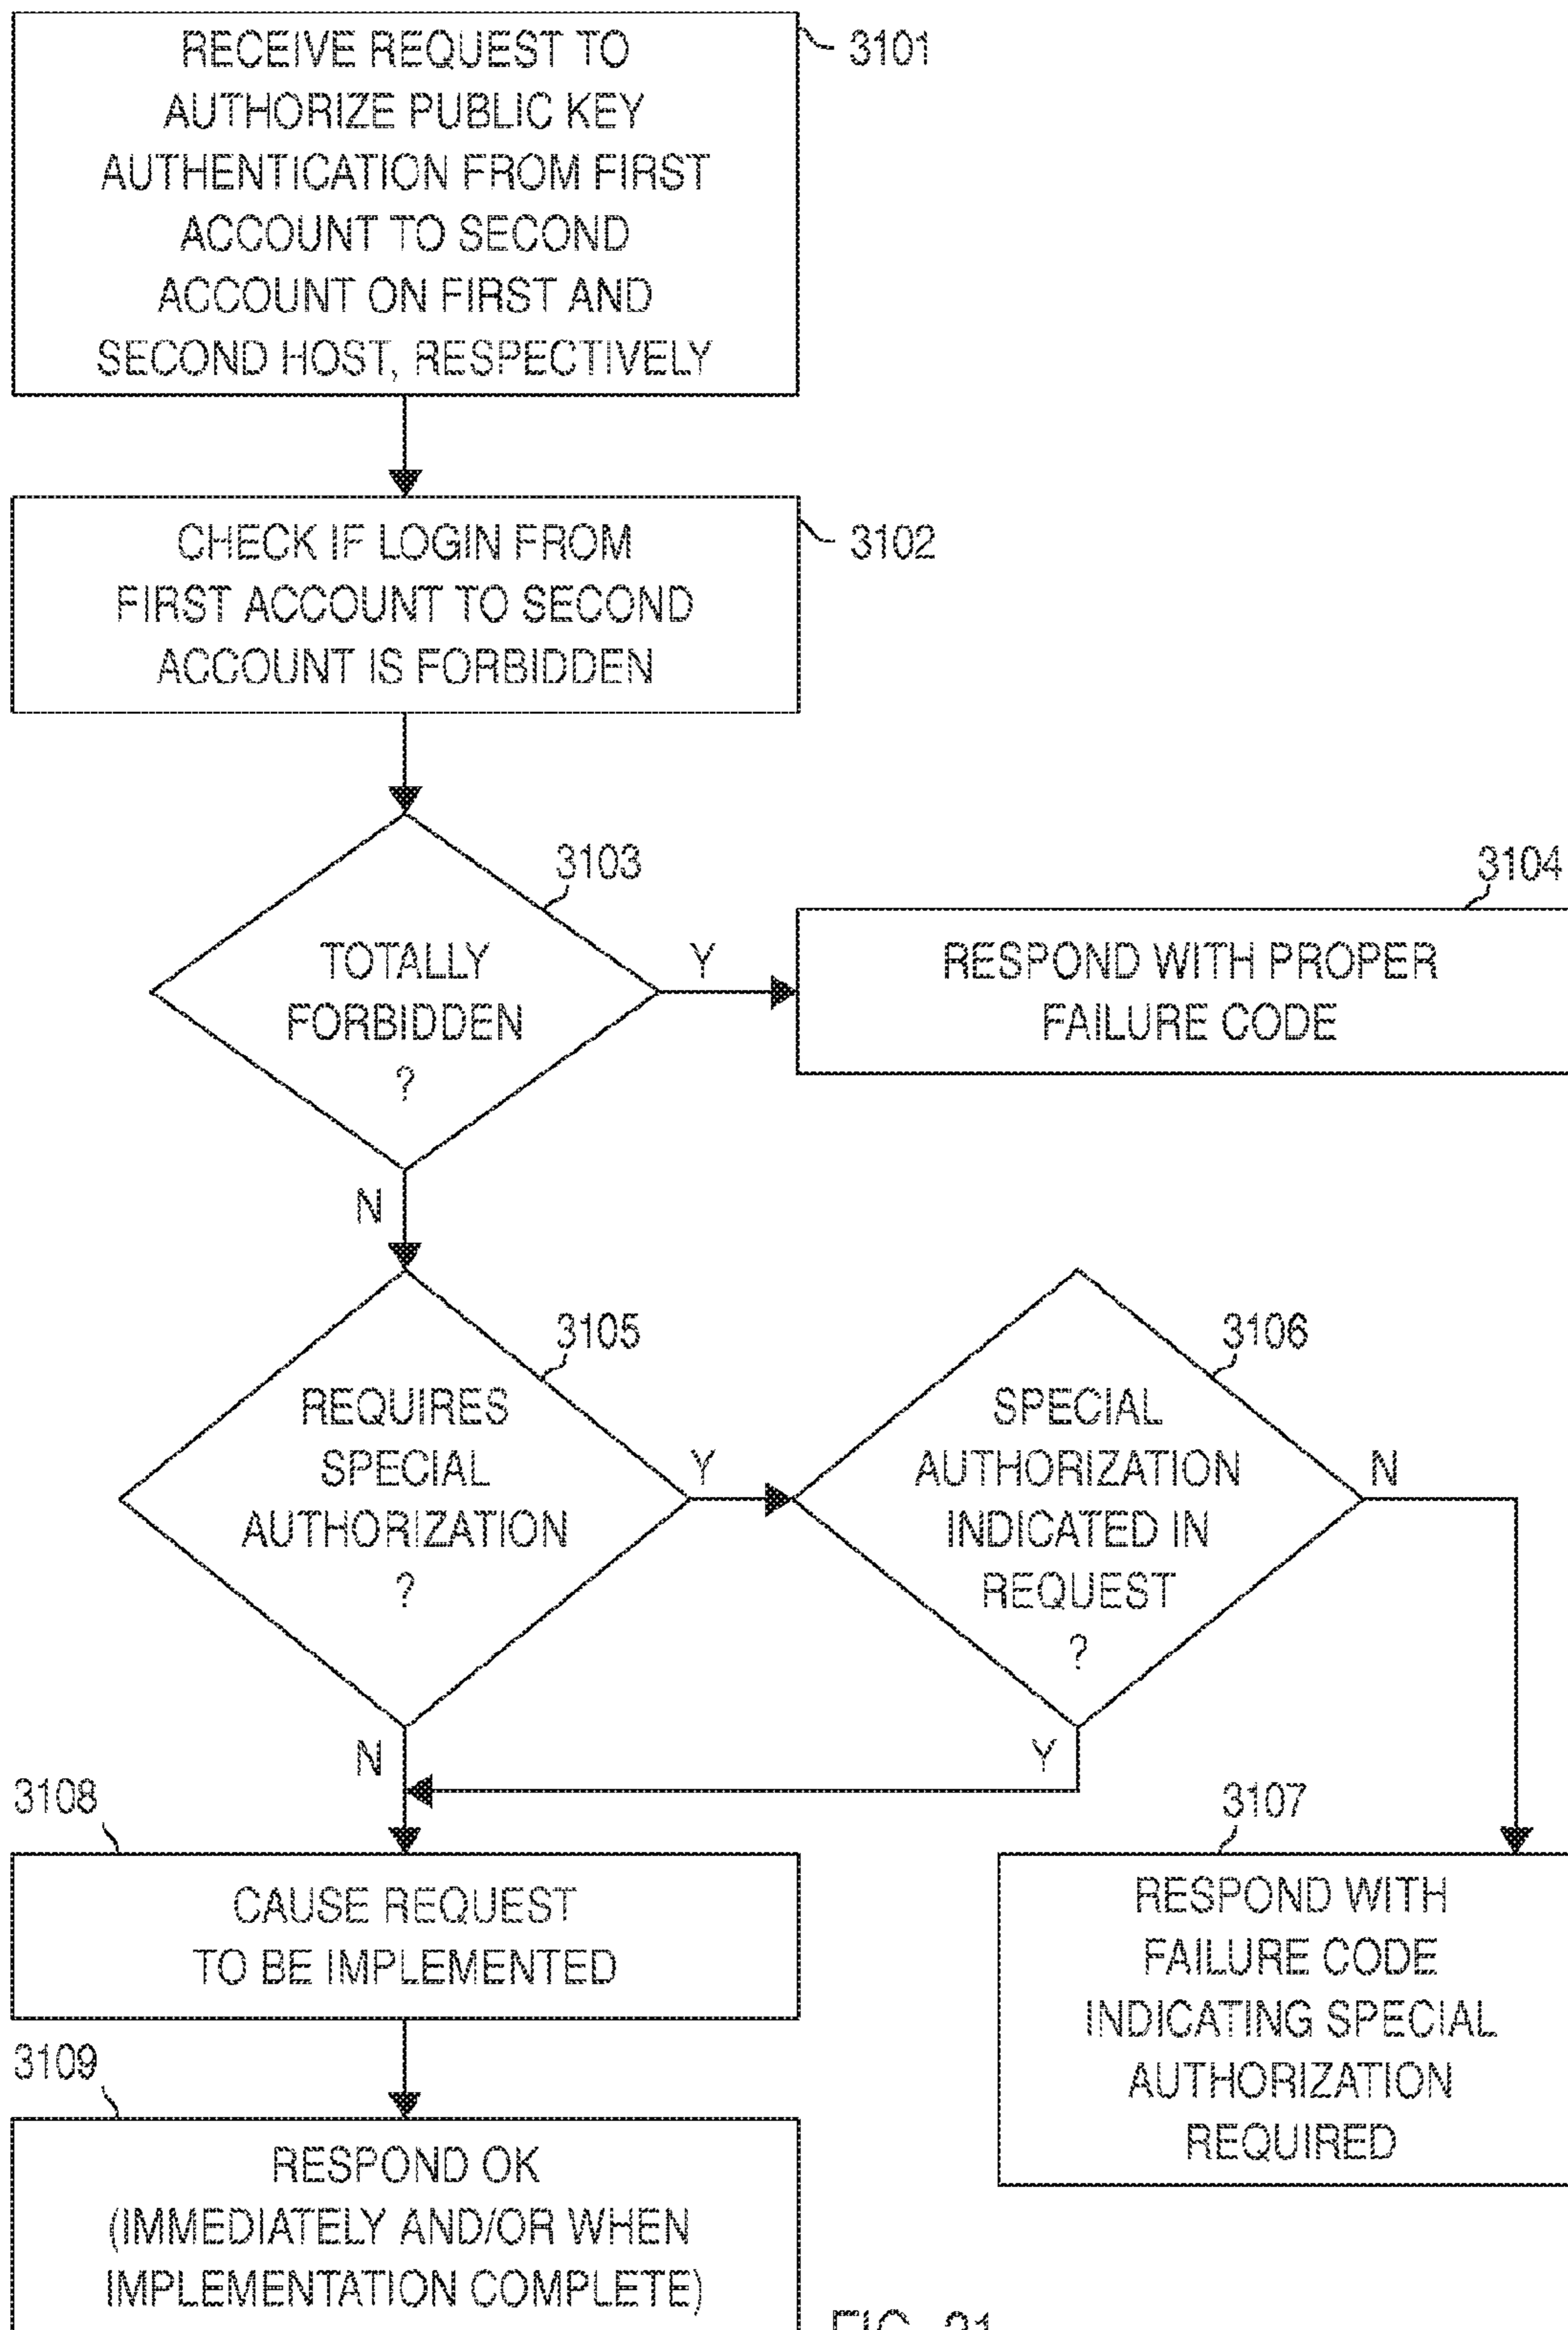 RECEIVE REQUEST TO
AUTHORIZE PUBLIC KEY
AUTHENTICATION FROM FIRST
ACCOUNT TO SECOND
ACCOUNT ON FIRST AND
SECOND HOST, RESPECTIVELY
3101
CHECK IF LOGIN FROM
FIRST ACCOUNT TO SECOND
ACCOUNT IS FORBIDDEN
3102
3103
TOTALLY
FORBIDDEN
?
Y
N
3104
RESPOND WITH PROPER
FAILURE CODE
3105
REQUIRES
SPECIAL
AUTHORIZATION
?
Y
N
3106
SPECIAL
AUTHORIZATION
INDICATED IN
REQUEST
?
N
Y
3108
CAUSE REQUEST
TO BE IMPLEMENTED
3107
RESPOND WITH
FAILURE CODE
INDICATING SPECIAL
AUTHORIZATION
REQUIRED
3109
RESPOND OK
(IMMEDIATELY AND/OR WHEN
IMPLEMENTATION COMPLETE)
FIG. 31